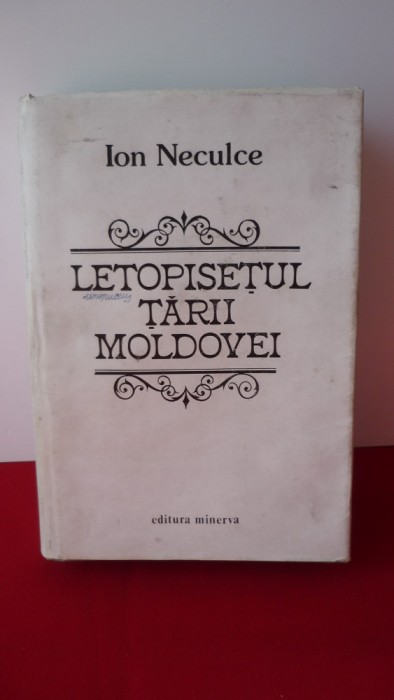 Ion Neculce
LETOPISEȚUL
ȚĂRII
MOLDOVEI
editura minerva